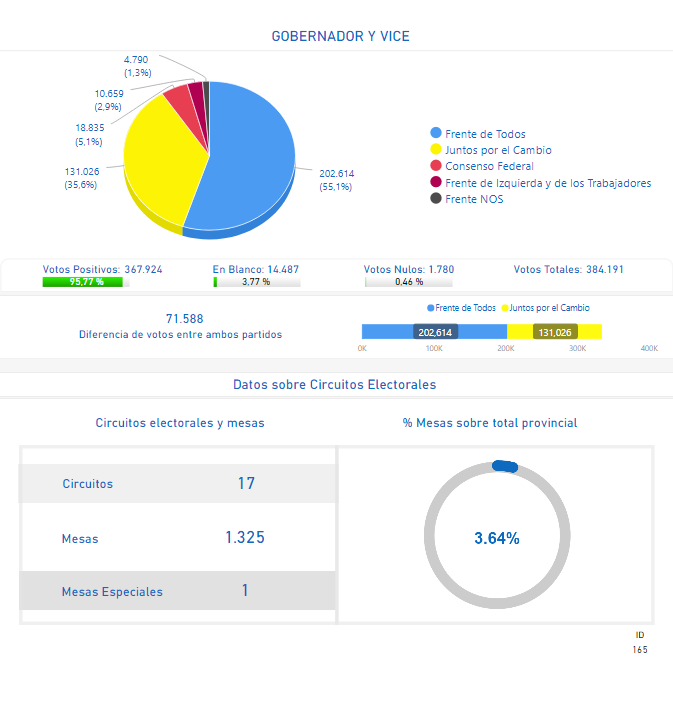 GOBERNADOR Y VICE
4.790
(1,3%)
10.659
(2,9%)
18.835
(5,1%)
131.026
(35,6%)
202.614
(55,1%)
Frente de Todos
Juntos por el Cambio
Consenso Federal
Frente de Izquierda y de los Trabajadores
Frente NOS
Votos Positivos: 367.924
95,77 %
En Blanco: 14.487
3,77 %
Votos Nulos: 1.780
0,46 %
Votos Totales: 384.191
71.588
Diferencia de votos entre ambos partidos
Frente de Todos Juntos por el Cambio
202,614 131,026
0K 100K 200K 300K 400K
Datos sobre Circuitos Electorales
Circuitos electorales y mesas
Circuitos 17
Mesas 1.325
Mesas Especiales 1
% Mesas sobre total provincial
3.64%
ID
165